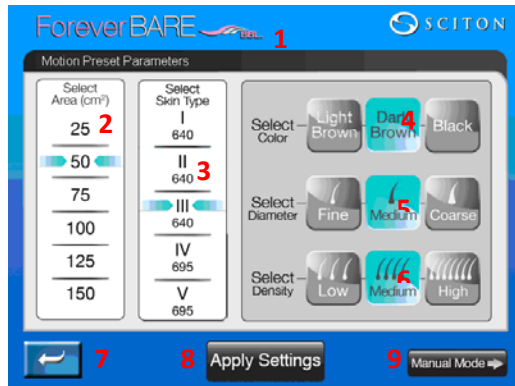 ForeverBARE BBL
1
SCITON
Motion Preset Parameters
Select
Area (cm²)
2
25
50
75
100
125
150
Select
Skin Type
3
I
640
II
640
III
640
IV
695
V
695
Select
Color
4
Light
Brown
Dark
Brown
Black
Select
Diameter
5
Fine
Medium
Coarse
Select
Density
6
Low
Medium
High
7
8
Apply Settings
9
Manual Mode